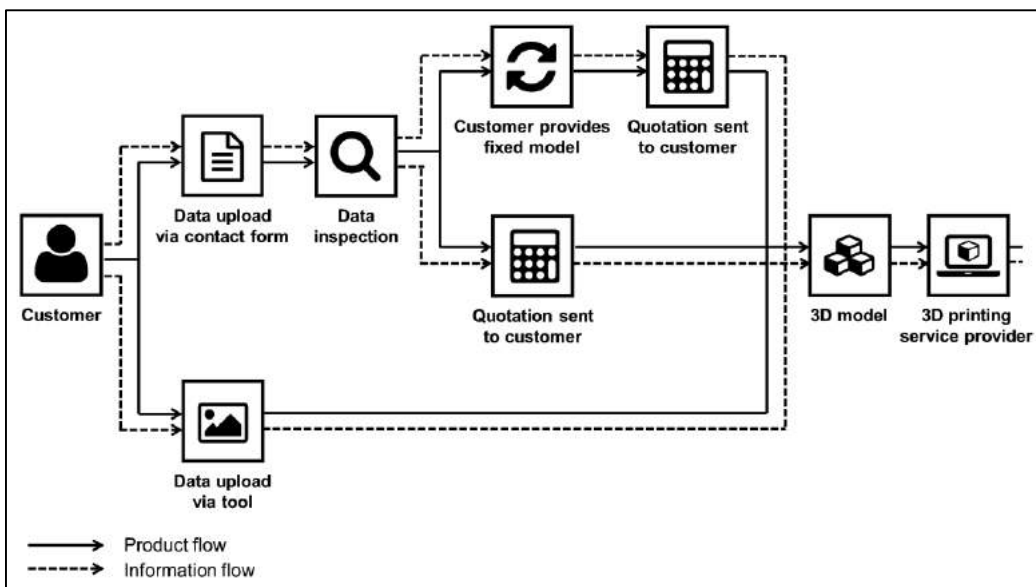 Customer provides
fixed model
Quotation sent
to customer
Data upload
via contact form
Data
inspection
Customer
Quotation sent
to customer
3D model
3D printing
service provider
Data upload
via tool
Product flow
Information flow